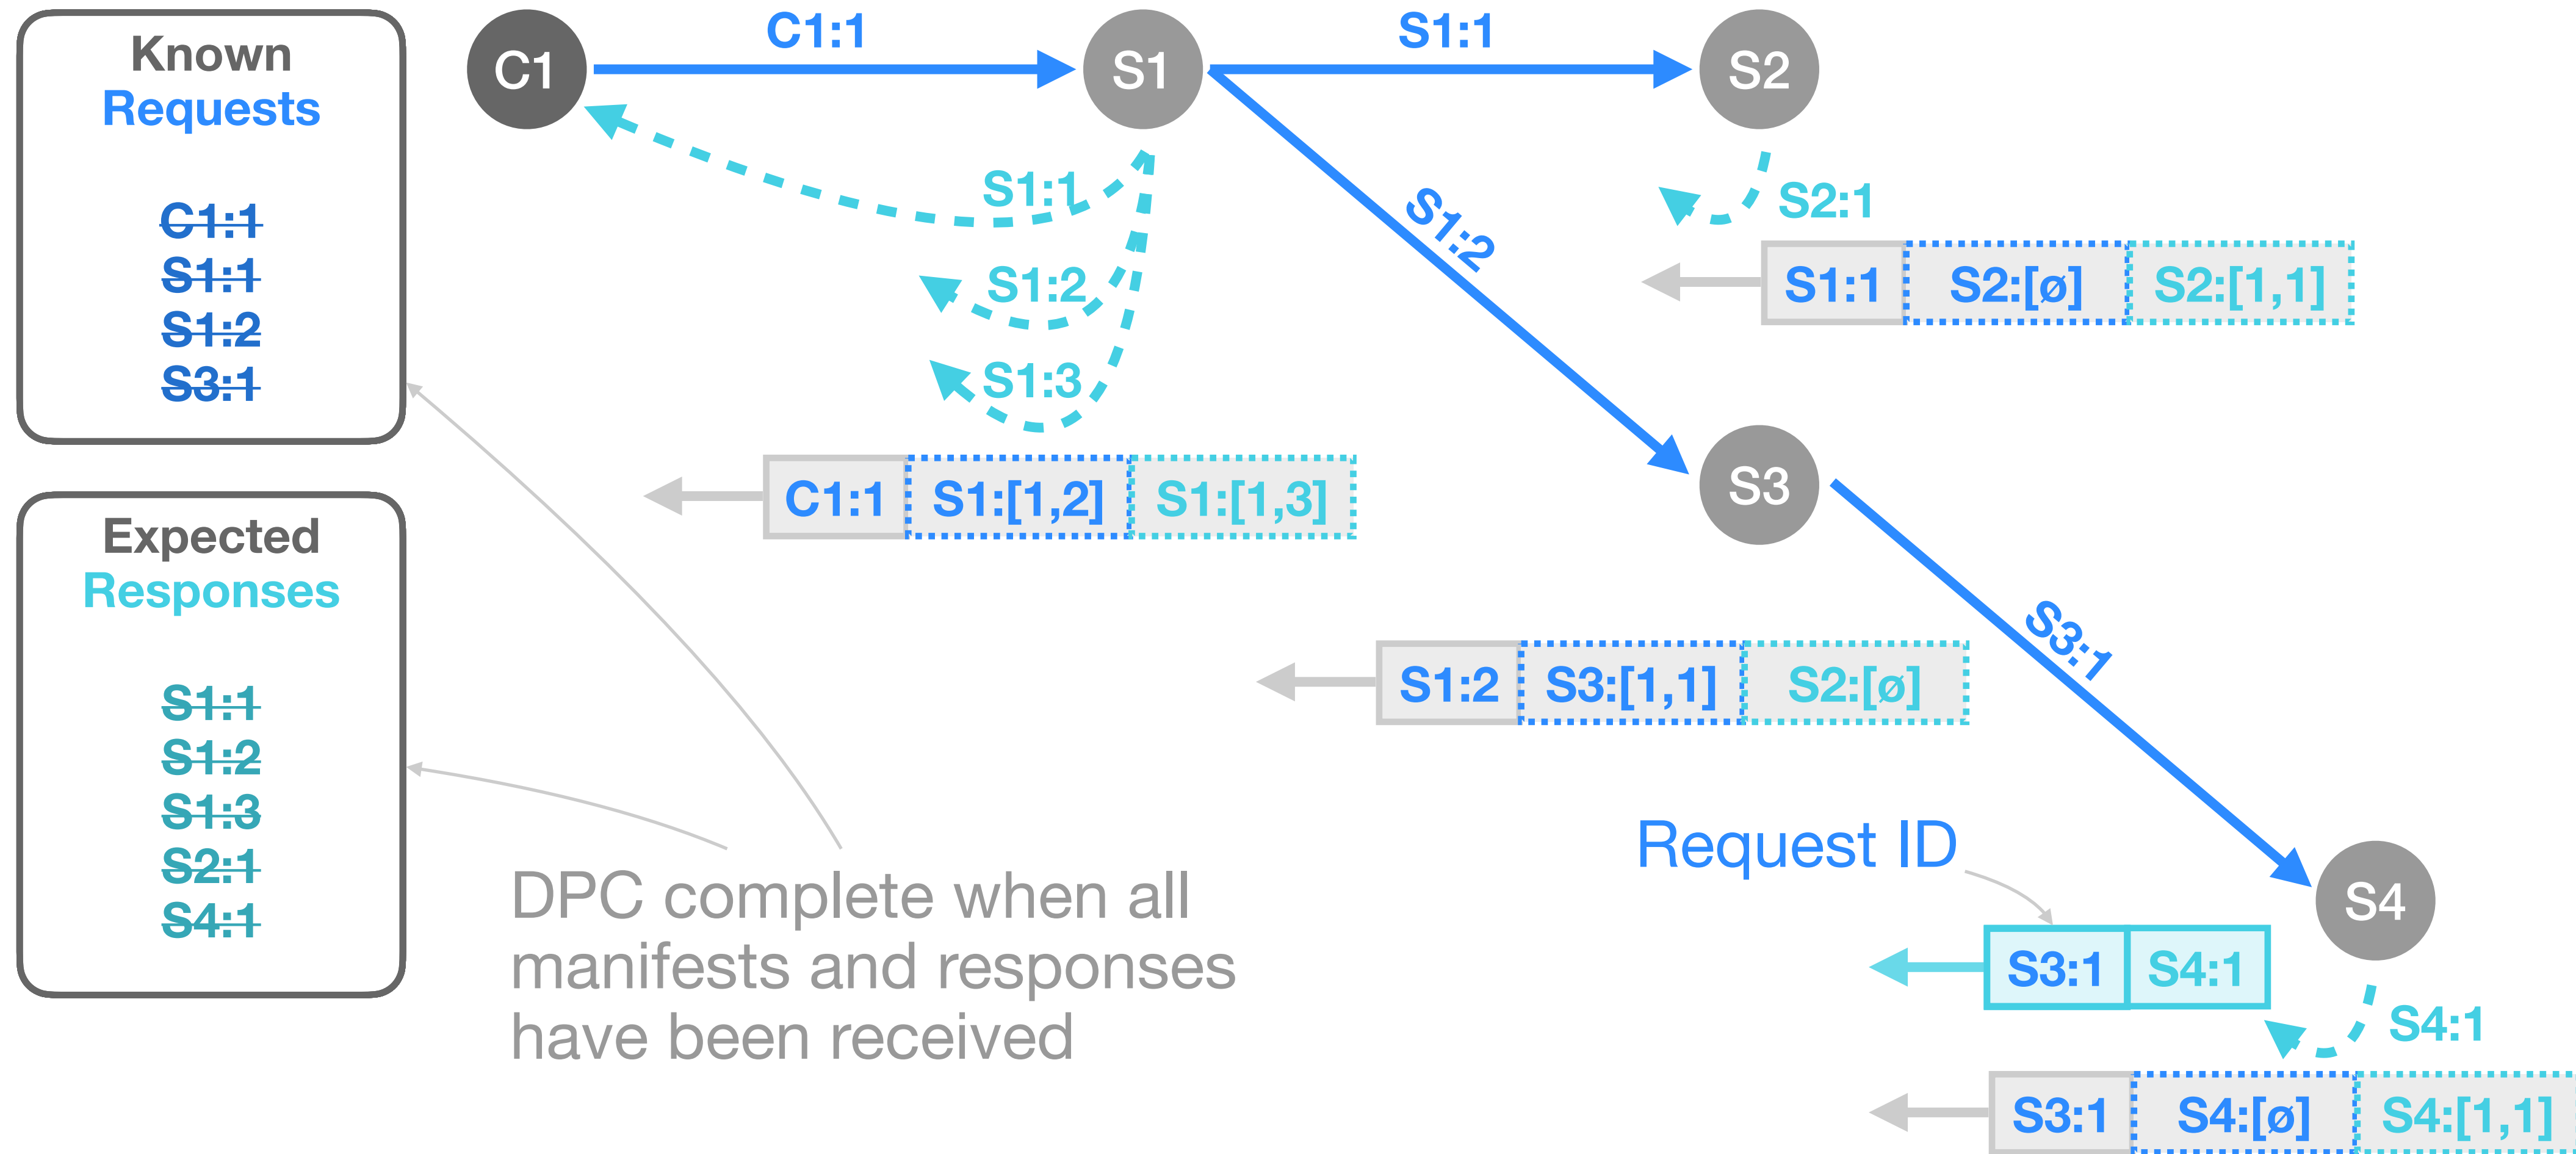 Known
Requests
C1:1
S1:1
S1:2
S3:1
Expected
Responses
S1:1
S1:2
S1:3
S2:1
S4:1
C1
C1:1
S1
S1:1
S2
S1:1
S1:2
S1:3
S1:2
S2:1
S1:1 S2:[ø] S2:[1,1]
C1:1 S1:[1,2] S1:[1,3]
S3
S1:2 S3:[1,1] S2:[ø]
S3:1
DPC complete when all
manifests and responses
have been received
Request ID
S4
S3:1 S4:1
S4:1
S3:1 S4:[ø] S4:[1,1]